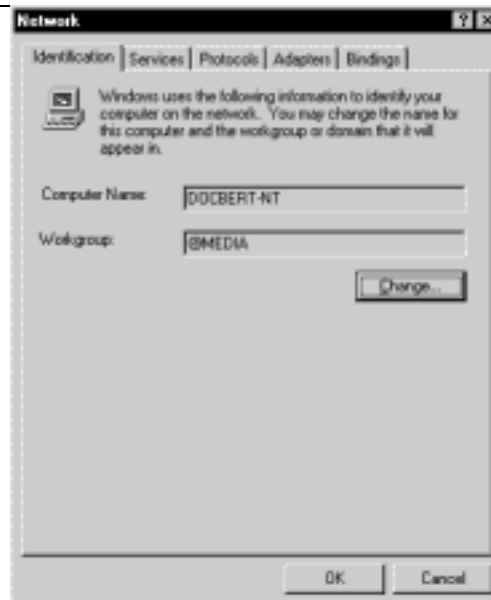 Network
Identification Services Protocols Adapters Bindings
Windows uses the following information to identify your
computer on the network. You may change the name for
this computer and the workgroup or domain that it will
appear in.
Computer Name: DOCBERT-NT
Workgroup: @MEDIA
Change...
OK Cancel